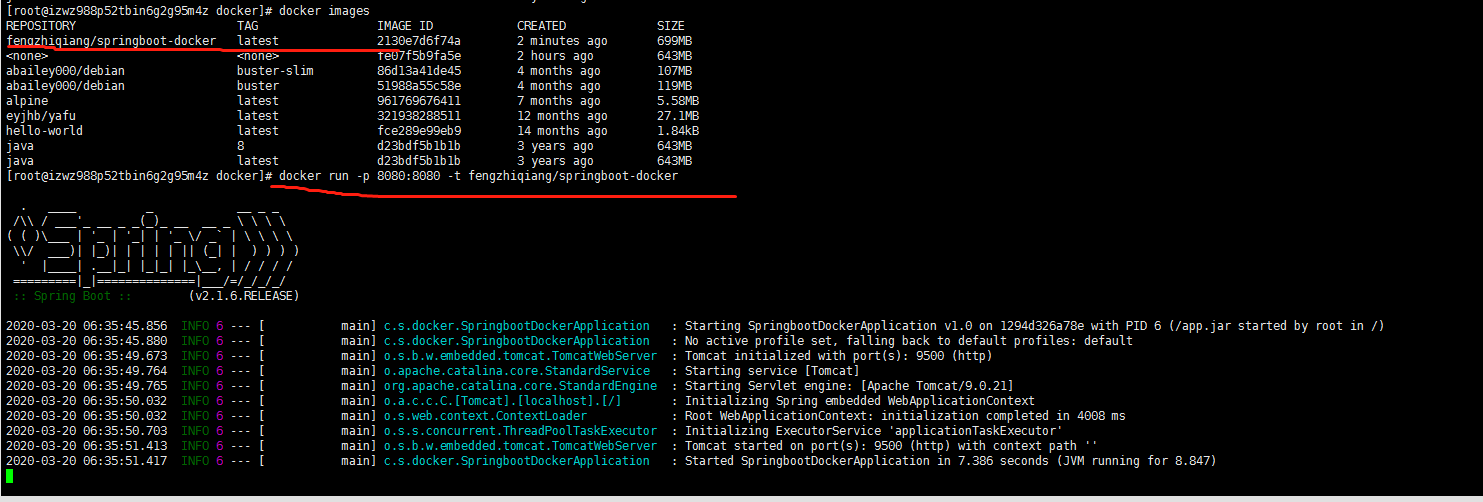 [root@izwz988p52tbin6g2g95m4z docker]# docker images
REPOSITORY TAG IMAGE ID CREATED SIZE
fengzhiqiang/springboot-docker latest 2130e7d6f74a 2 minutes ago 699MB
<none> <none> fe07f5b9fa5e 2 hours ago 643MB
abailey000/debian buster-slim 86d13a41de45 4 months ago 107MB
abailey000/debian buster 51988a55c58e 4 months ago 119MB
alpine latest 961769676411 7 months ago 5.58MB
eyjhb/yafu latest 321938288511 12 months ago 27.1MB
hello-world latest fce289e99eb9 14 months ago 1.84kB
java 8 d23bdf5b1b1b 3 years ago 643MB
java latest d23bdf5b1b1b 3 years ago 643MB
[root@izwz988p52tbin6g2g95m4z docker]# docker run -p 8080:8080 -t fengzhiqiang/springboot-docker
  .   ____          _            __ _ _
 /\\ / ___'_ __ _ _(_)_ __  __ _ \ \ \ \
( ( )\___ | '_ | '_| | '_ \/ _` | \ \ \ \
 \\/  ___)| |_)| | | | | || (_| |  ) ) ) )
  '  |____| .__|_| |_|_| |_\__, | / / / /
 =========|_|==============|___/=/_/_/_/
 :: Spring Boot ::        (v2.1.6.RELEASE)
2020-03-20 06:35:45.856 INFO 6 --- [ main] c.s.docker.SpringbootDockerApplication : Starting SpringbootDockerApplication v1.0 on 1294d326a78e with PID 6 (/app.jar started by root in /)
2020-03-20 06:35:45.880 INFO 6 --- [ main] c.s.docker.SpringbootDockerApplication : No active profile set, falling back to default profiles: default
2020-03-20 06:35:49.673 INFO 6 --- [ main] o.s.b.w.embedded.tomcat.TomcatWebServer : Tomcat initialized with port(s): 9500 (http)
2020-03-20 06:35:49.764 INFO 6 --- [ main] o.apache.catalina.core.StandardService : Starting service [Tomcat]
2020-03-20 06:35:49.765 INFO 6 --- [ main] org.apache.catalina.core.StandardEngine : Starting Servlet engine: [Apache Tomcat/9.0.21]
2020-03-20 06:35:50.032 INFO 6 --- [ main] o.a.c.c.C.[Tomcat].[localhost].[/] : Initializing Spring embedded WebApplicationContext
2020-03-20 06:35:50.032 INFO 6 --- [ main] o.s.web.context.ContextLoader : Root WebApplicationContext: initialization completed in 4008 ms
2020-03-20 06:35:50.703 INFO 6 --- [ main] o.s.s.concurrent.ThreadPoolTaskExecutor : Initializing ExecutorService 'applicationTaskExecutor'
2020-03-20 06:35:51.413 INFO 6 --- [ main] o.s.b.w.embedded.tomcat.TomcatWebServer : Tomcat started on port(s): 9500 (http) with context path ''
2020-03-20 06:35:51.417 INFO 6 --- [ main] c.s.docker.SpringbootDockerApplication : Started SpringbootDockerApplication in 7.386 seconds (JVM running for 8.847)